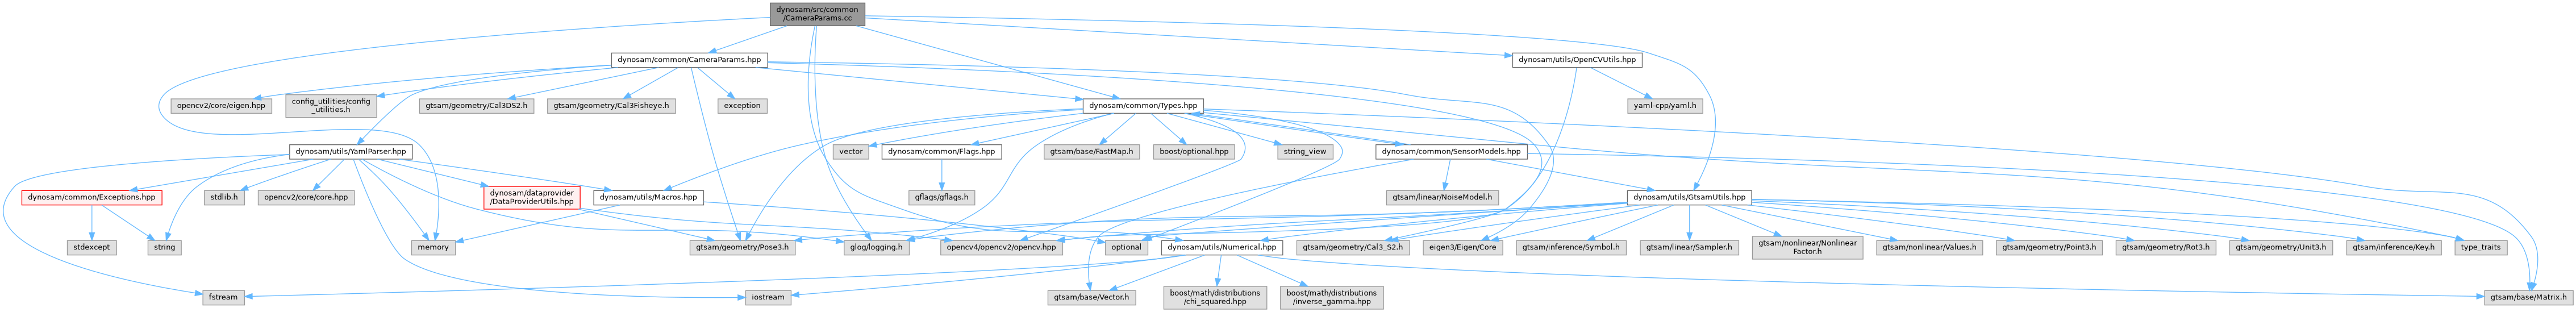 dynosam/src/common
/CameraParams.cc
dynosam/common/CameraParams.hpp
dynosam/utils/OpenCVUtils.hpp
opencv2/core/eigen.hpp
config_utilities/config
_utilities.h
gtsam/geometry/Cal3DS2.h
gtsam/geometry/Cal3Fisheye.h
exception
dynosam/common/Types.hpp
yaml-cpp/yaml.h
dynosam/utils/YamlParser.hpp
vector
dynosam/common/Flags.hpp
gtsam/base/FastMap.h
boost/optional.hpp
string_view
dynosam/common/SensorModels.hpp
dynosam/common/Exceptions.hpp
stdlib.h
opencv2/core/core.hpp
dynosam/dataprovider
/DataProviderUtils.hpp
dynosam/utils/Macros.hpp
gflags/gflags.h
gtsam/linear/NoiseModel.h
dynosam/utils/GtsamUtils.hpp
stdexcept
string
memory
gtsam/geometry/Pose3.h
glog/logging.h
opencv4/opencv2/opencv.hpp
optional
dynosam/utils/Numerical.hpp
gtsam/geometry/Cal3_S2.h
eigen3/Eigen/Core
gtsam/inference/Symbol.h
gtsam/linear/Sampler.h
gtsam/nonlinear/Nonlinear
Factor.h
gtsam/nonlinear/Values.h
gtsam/geometry/Point3.h
gtsam/geometry/Rot3.h
gtsam/geometry/Unit3.h
gtsam/inference/Key.h
type_traits
fstream
iostream
gtsam/base/Vector.h
boost/math/distributions
/chi_squared.hpp
boost/math/distributions
/inverse_gamma.hpp
gtsam/base/Matrix.h